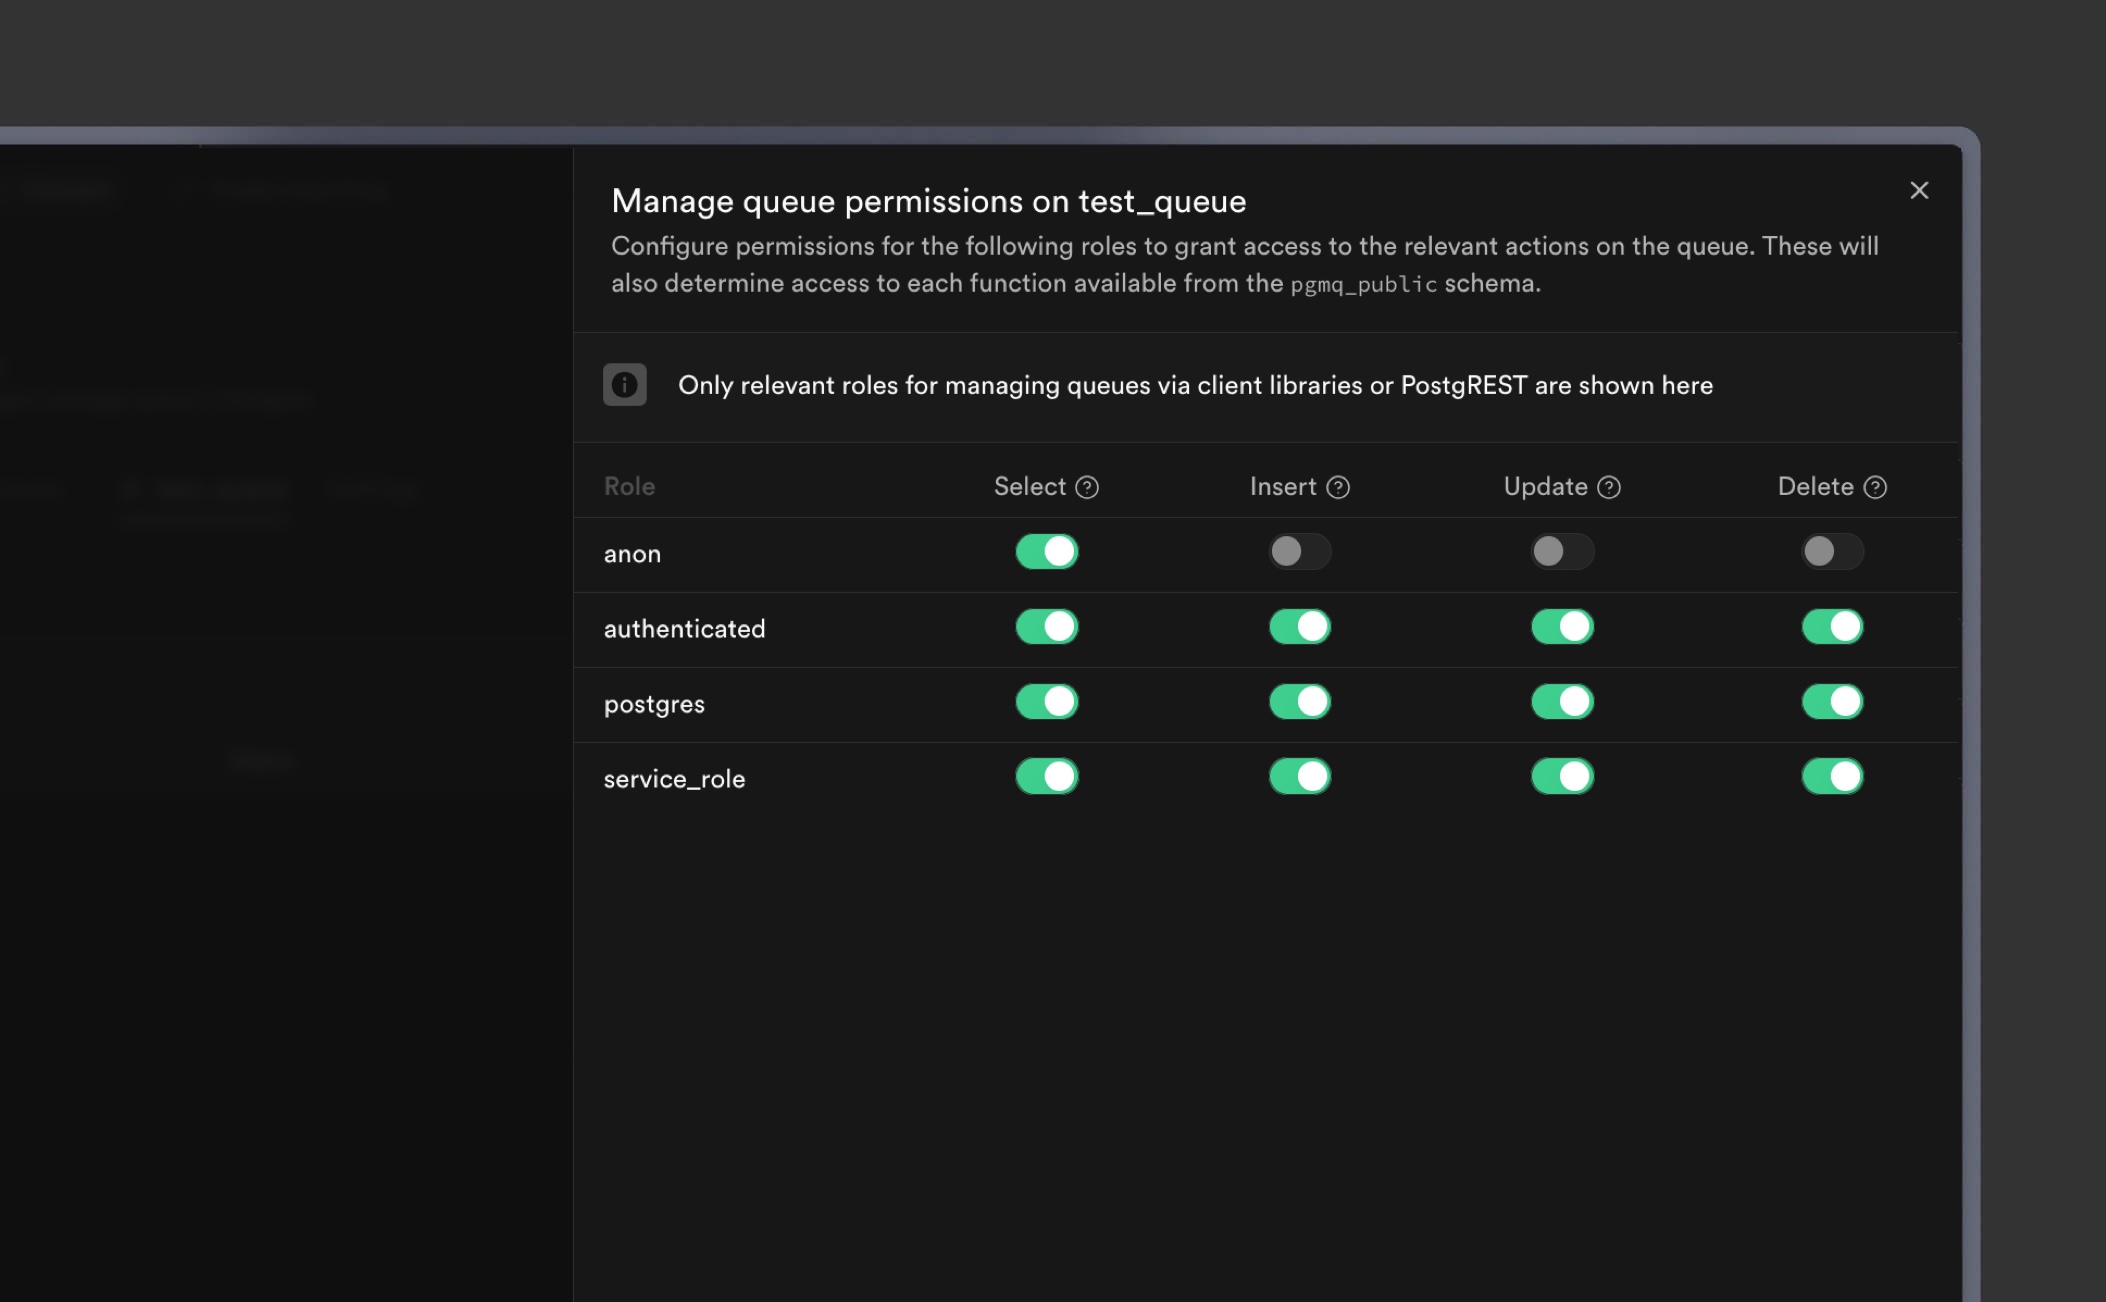 Manage queue permissions on test_queue
Configure permissions for the following roles to grant access to the relevant actions on the queue. These will
also determine access to each function available from the pgmq_public schema.
Only relevant roles for managing queues via client libraries or PostgREST are shown here
Role Select Insert Update Delete
anon
authenticated
postgres
service_role